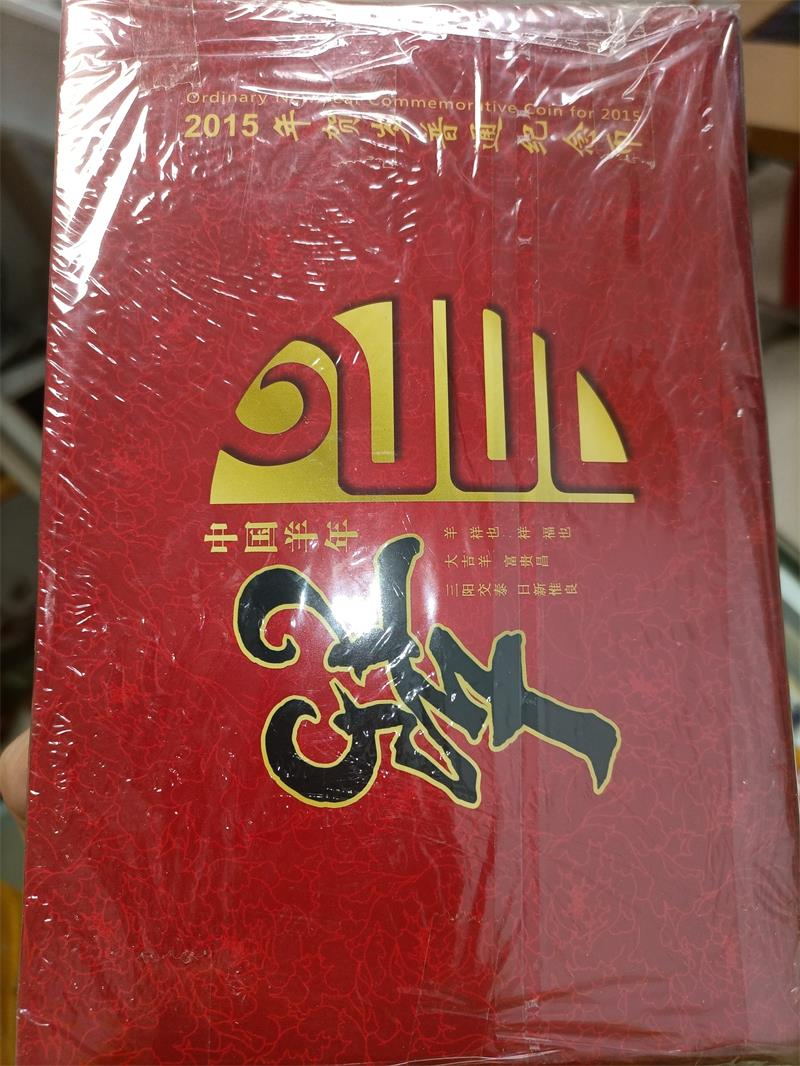 Ordinary New Year Commemorative Coin for 2015
2015年贺岁普通纪念币
中国羊年
羊 祥也 祥 福也
大吉羊 富贵昌
三阳交泰 日新惟良
羊